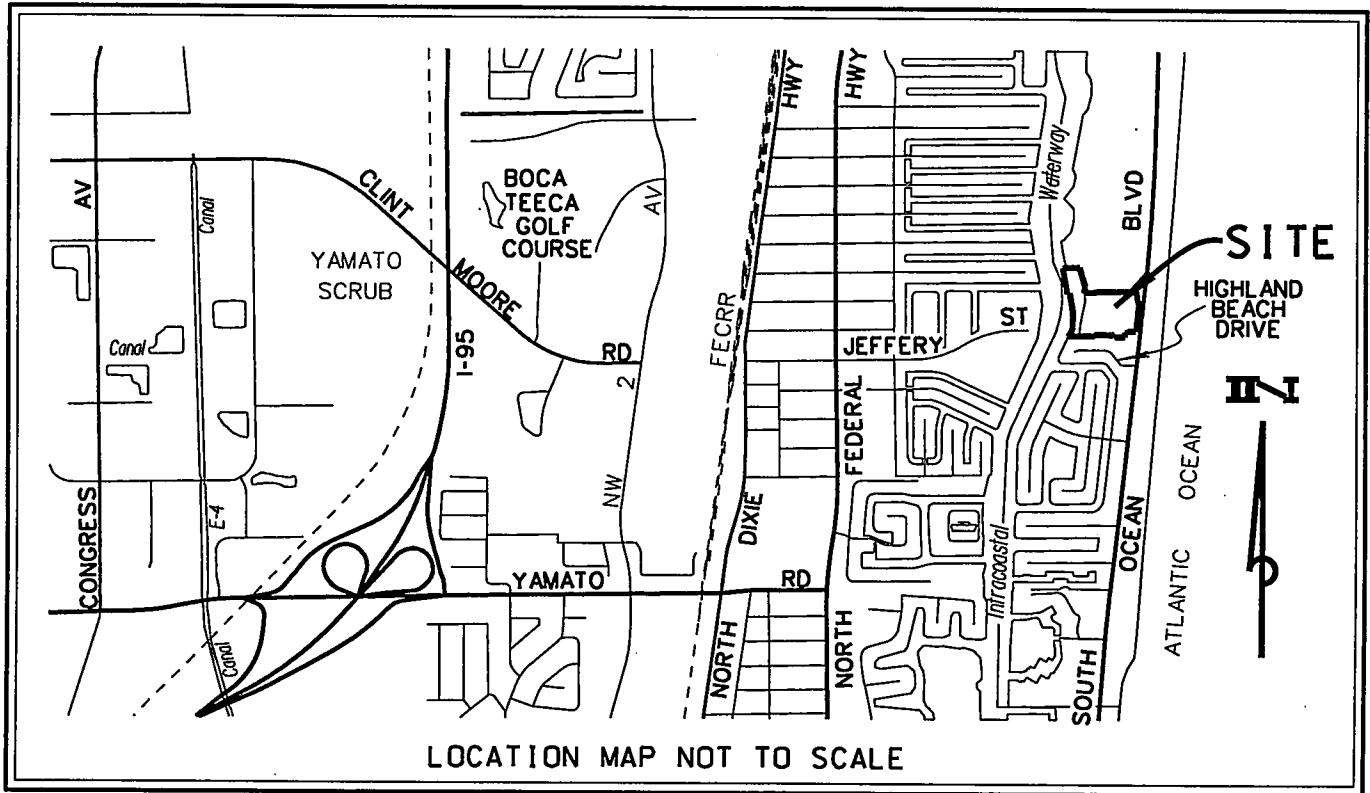 HWY
HWY
Waterway
AV
Canal
CLINT
BOCA
TEECA
GOLF
COURSE
AV
BLVD
SITE
YAMATO
SCRUB
MOORE
HIGHLAND
BEACH
DRIVE
FECRR
ST
JEFFERY
Canal
I-95
RD
2
N
FEDERAL
ATLANTIC OCEAN
CONGRESS
E-4
NW
DIXIE
OCEAN
YAMATO
RD
Intracoastal
Canal
NORTH
NORTH
SOUTH
LOCATION MAP NOT TO SCALE